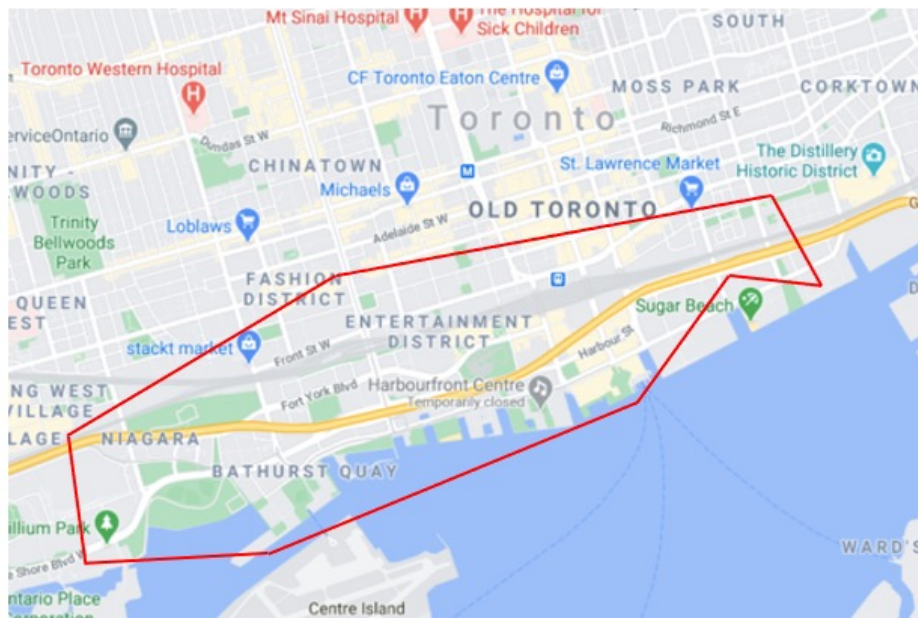 SOUTH
Mt Sinai Hospital
The Hospital for
Sick Children
Toronto Western Hospital
CF Toronto Eaton Centre
MOSS PARK
CORKTOWN
Toronto
Richmond St E
erviceOntario
Dundas St W
NITY -
WOODS
CHINATOWN
Michaels
M
St. Lawrence Market
The Distillery
Historic District
Trinity
Bellwoods
Park
Loblaws
Adelaide St W
OLD TORONTO
G
FASHION
DISTRICT
D
QUEEN
EST
Sugar Beach
ENTERTAINMENT
DISTRICT
stackt market
Front St W
Harbour St
NG WEST
VILLAGE
Fort York Blvd
Harbourfront Centre
Temporarily closed
LAGE
NIAGARA
BATHURST QUAY
illium Park
e Shore Blvd W
WARD'S
ntario Place
Corporation
Centre Island